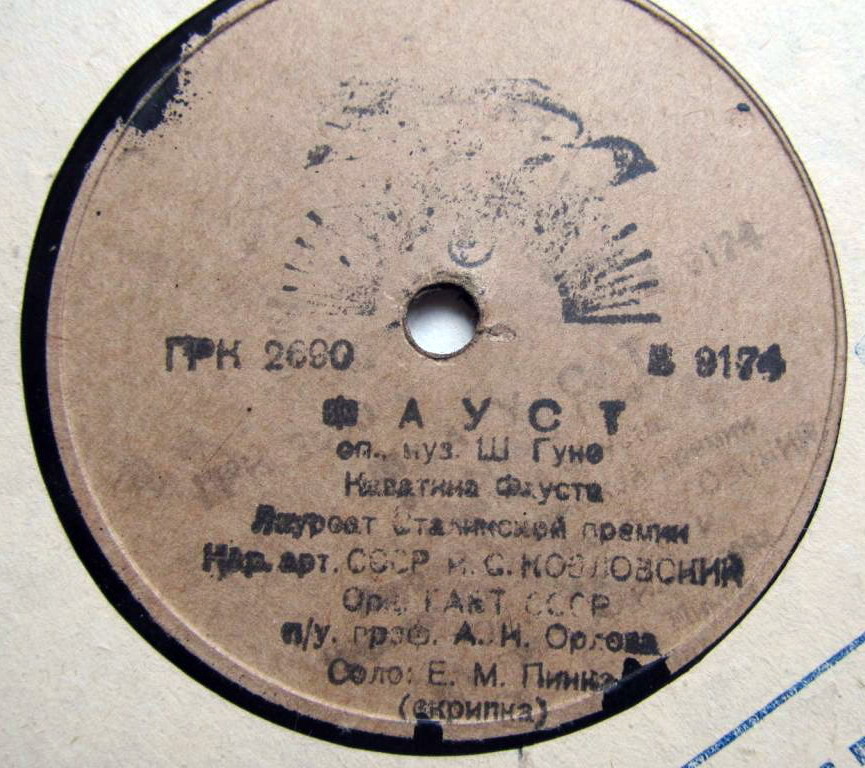 ГРК 2690 В 9174
ФАУСТ
оп., муз. Ш Гуно
Каватина Фауста
Лауреат Сталинской премии
Нар. арт. СССР И. С. КОЗЛОВСКИЙ
Орк. ГАБТ СССР
п/у. проф. А. И. Орлова
Соло: Е. М.
(скрипка)
9174